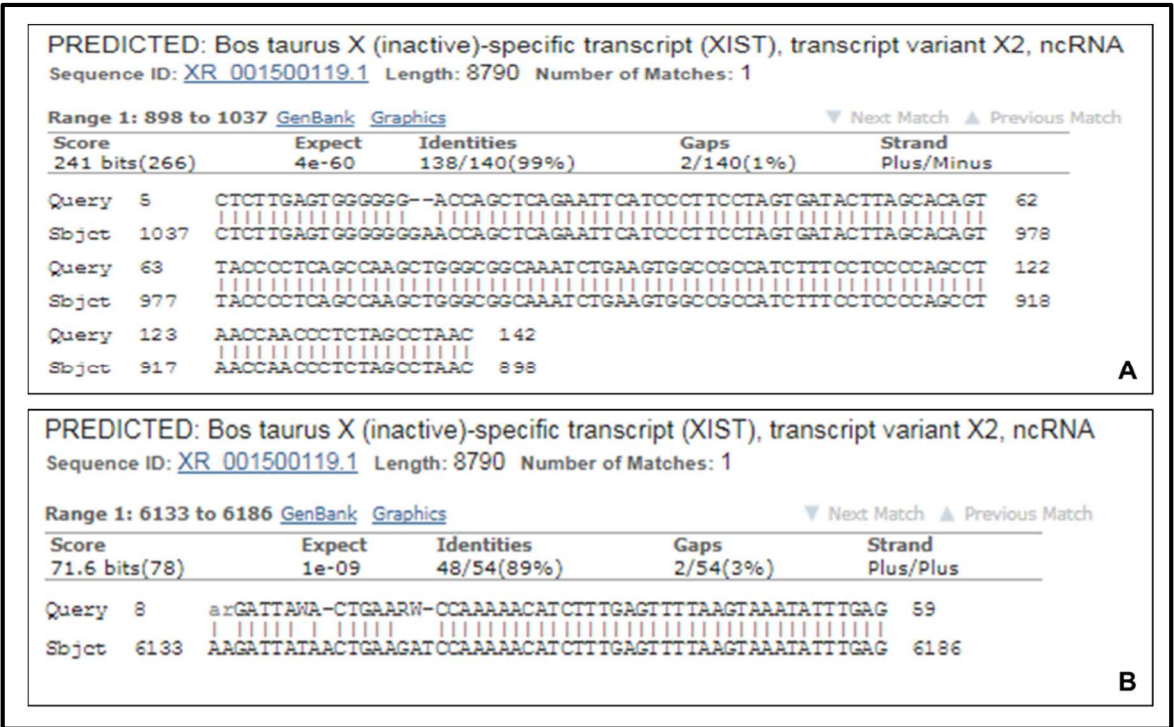 PREDICTED: Bos taurus X (inactive)-specific transcript (XIST), transcript variant X2, ncRNA
Sequence ID: XR_001500119.1 Length: 8790 Number of Matches: 1
Range 1: 898 to 1037 GenBank Graphics ▼ Next Match ▲ Previous Match
Score Expect Identities Gaps Strand
241 bits(266) 4e-60 138/140(99%) 2/140(1%) Plus/Minus
Query 5 CTCTTGAGTGGGGGG--ACCAGCTCAGAATTCATCCCTTCCTAGTGATACTTAGCACAGT 62
Sbjct 1037 CTCTTGAGTGGGGGGGAACCAGCTCAGAATTCATCCCTTCCTAGTGATACTTAGCACAGT 978
Query 63 TACCCCTCAGCCAAGCTGGGCGGCAAATCTGAAGTGGCCGCCATCTTTCCTCCCCAGCCT 122
Sbjct 977 TACCCCTCAGCCAAGCTGGGCGGCAAATCTGAAGTGGCCGCCATCTTTCCTCCCCAGCCT 918
Query 123 AACCAACCCTCTAGCCTAAC 142
Sbjct 917 AACCAACCCTCTAGCCTAAC 898
A
PREDICTED: Bos taurus X (inactive)-specific transcript (XIST), transcript variant X2, ncRNA
Sequence ID: XR_001500119.1 Length: 8790 Number of Matches: 1
Range 1: 6133 to 6186 GenBank Graphics ▼ Next Match ▲ Previous Match
Score Expect Identities Gaps Strand
71.6 bits(78) 1e-09 48/54(89%) 2/54(3%) Plus/Plus
Query 8 arGATTAWA-CTGAARW-CCAAAAACATCTTTGAGTTTTAAGTAAATATTTGAG 59
Sbjct 6133 AAGATTATAACTGAAGATCCAAAAACATCTTTGAGTTTTAAGTAAATATTTGAG 6186
B